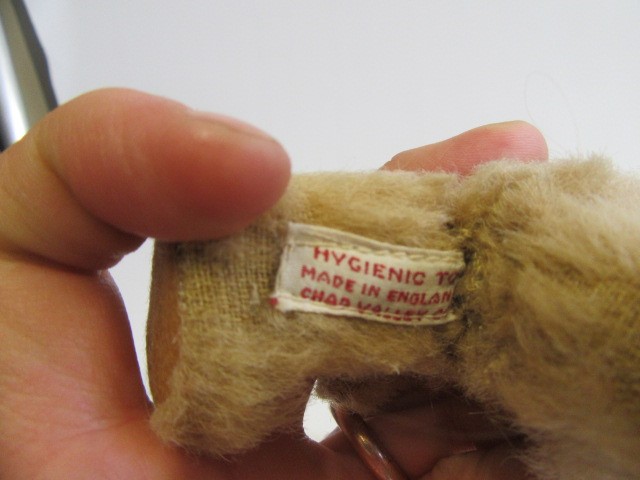 HYGIENIC TO
MADE IN ENGLAN
CHAD VALLEY